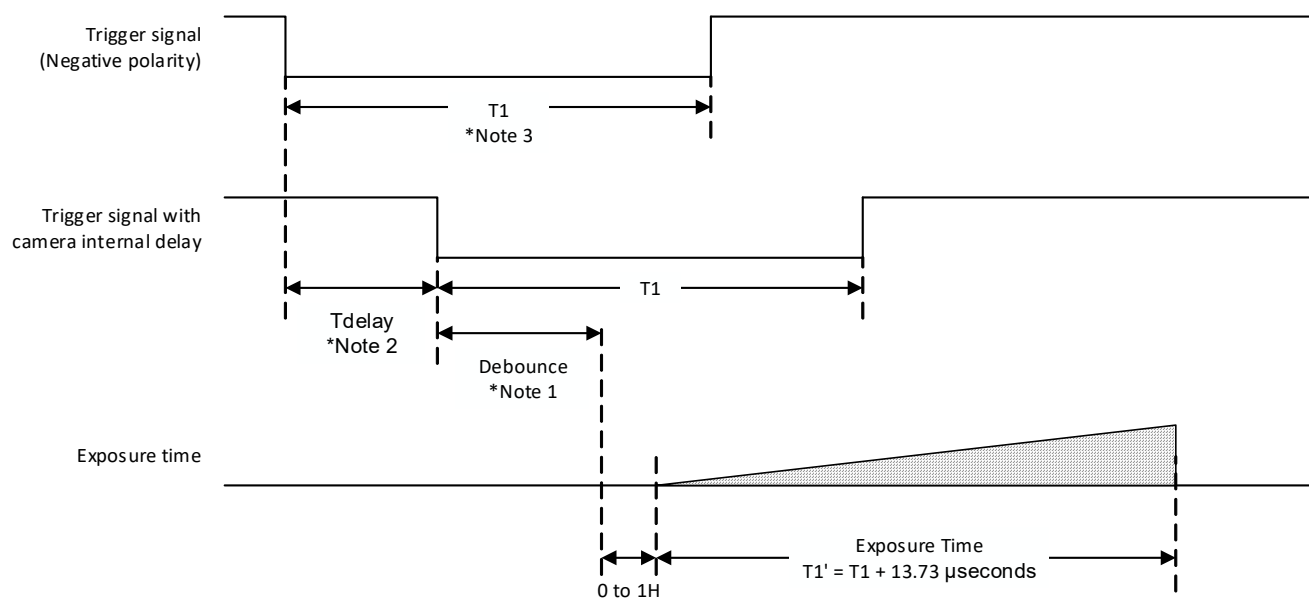 Trigger signal
(Negative polarity)
T1
*Note 3
Trigger signal with
camera internal delay
T1
Tdelay
*Note 2
Debounce
*Note 1
Exposure time
Exposure Time
T1' = T1 + 13.73 μseconds
0 to 1H